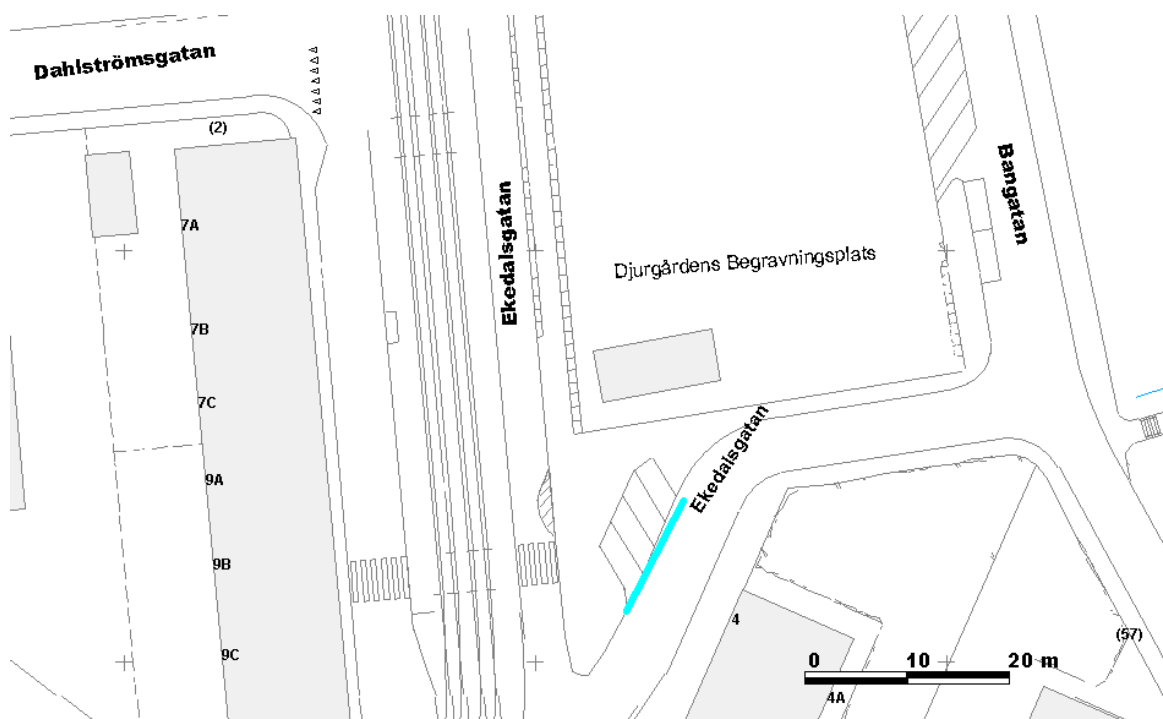 Dahlströmsgatan
(2)
Bangatan
7A
Ekedalsgatan
Djurgårdens Begravningsplats
7B
7C
Ekedalsgatan
9A
9B
4
(57)
9C
0 10 20 m
4A